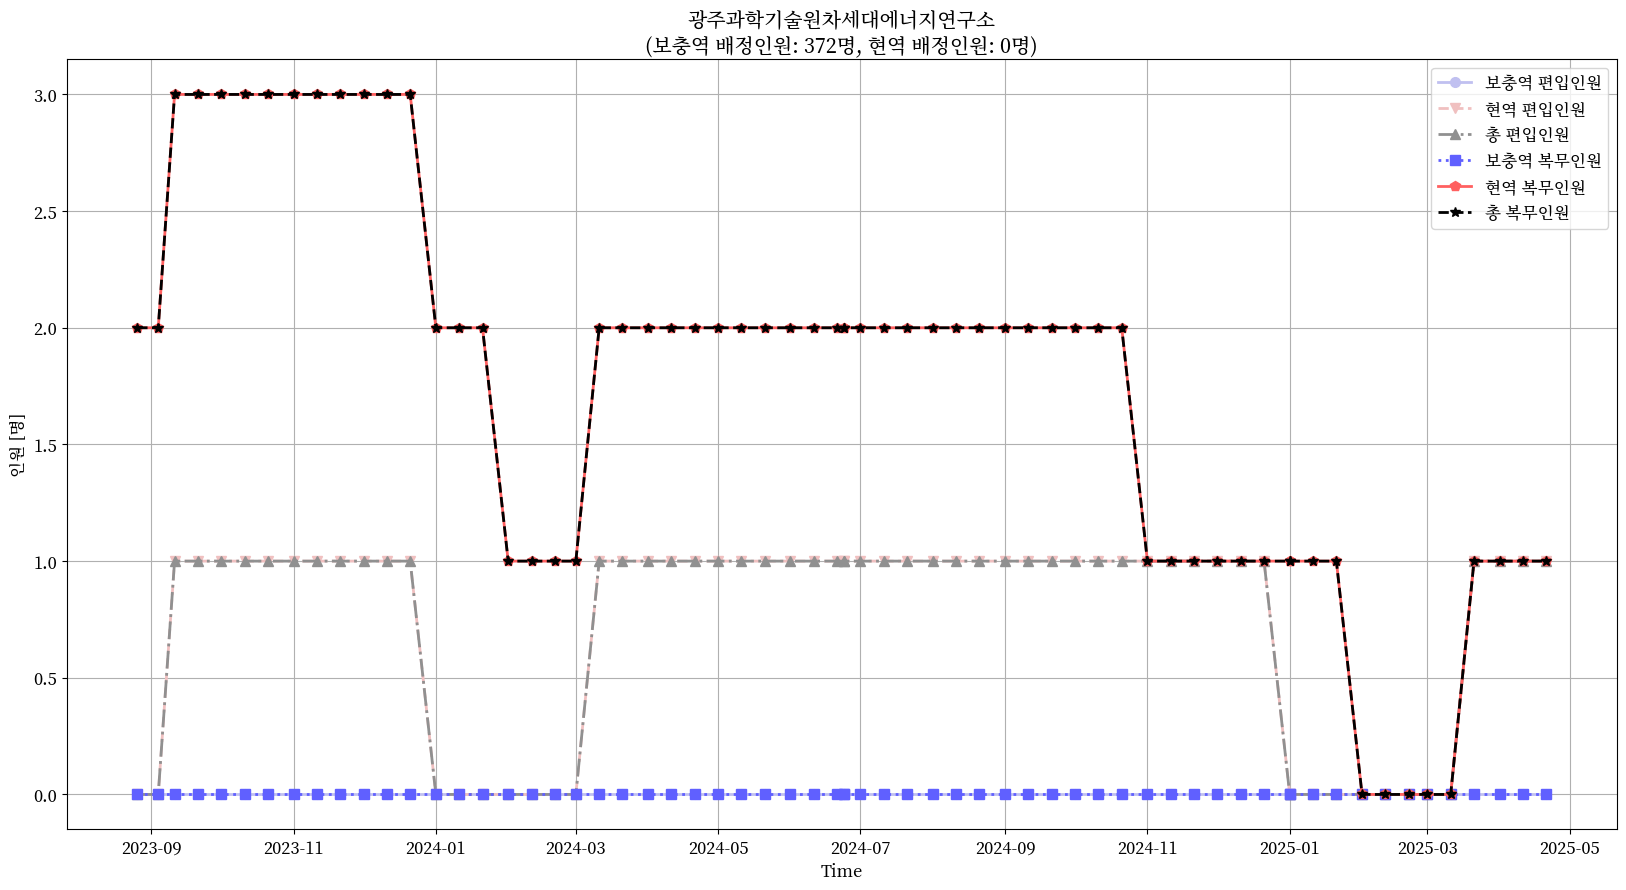 광주과학기술원차세대에너지연구소
(보충역 배정인원: 372명, 현역 배정인원: 0명)
보충역 편입인원
현역 편입인원
총 편입인원
보충역 복무인원
현역 복무인원
총 복무인원
인원 [명]
3.0
2.5
2.0
1.5
1.0
0.5
0.0
2023-09
2023-11
2024-01
2024-03
2024-05
2024-07
2024-09
2024-11
2025-01
2025-03
2025-05
Time